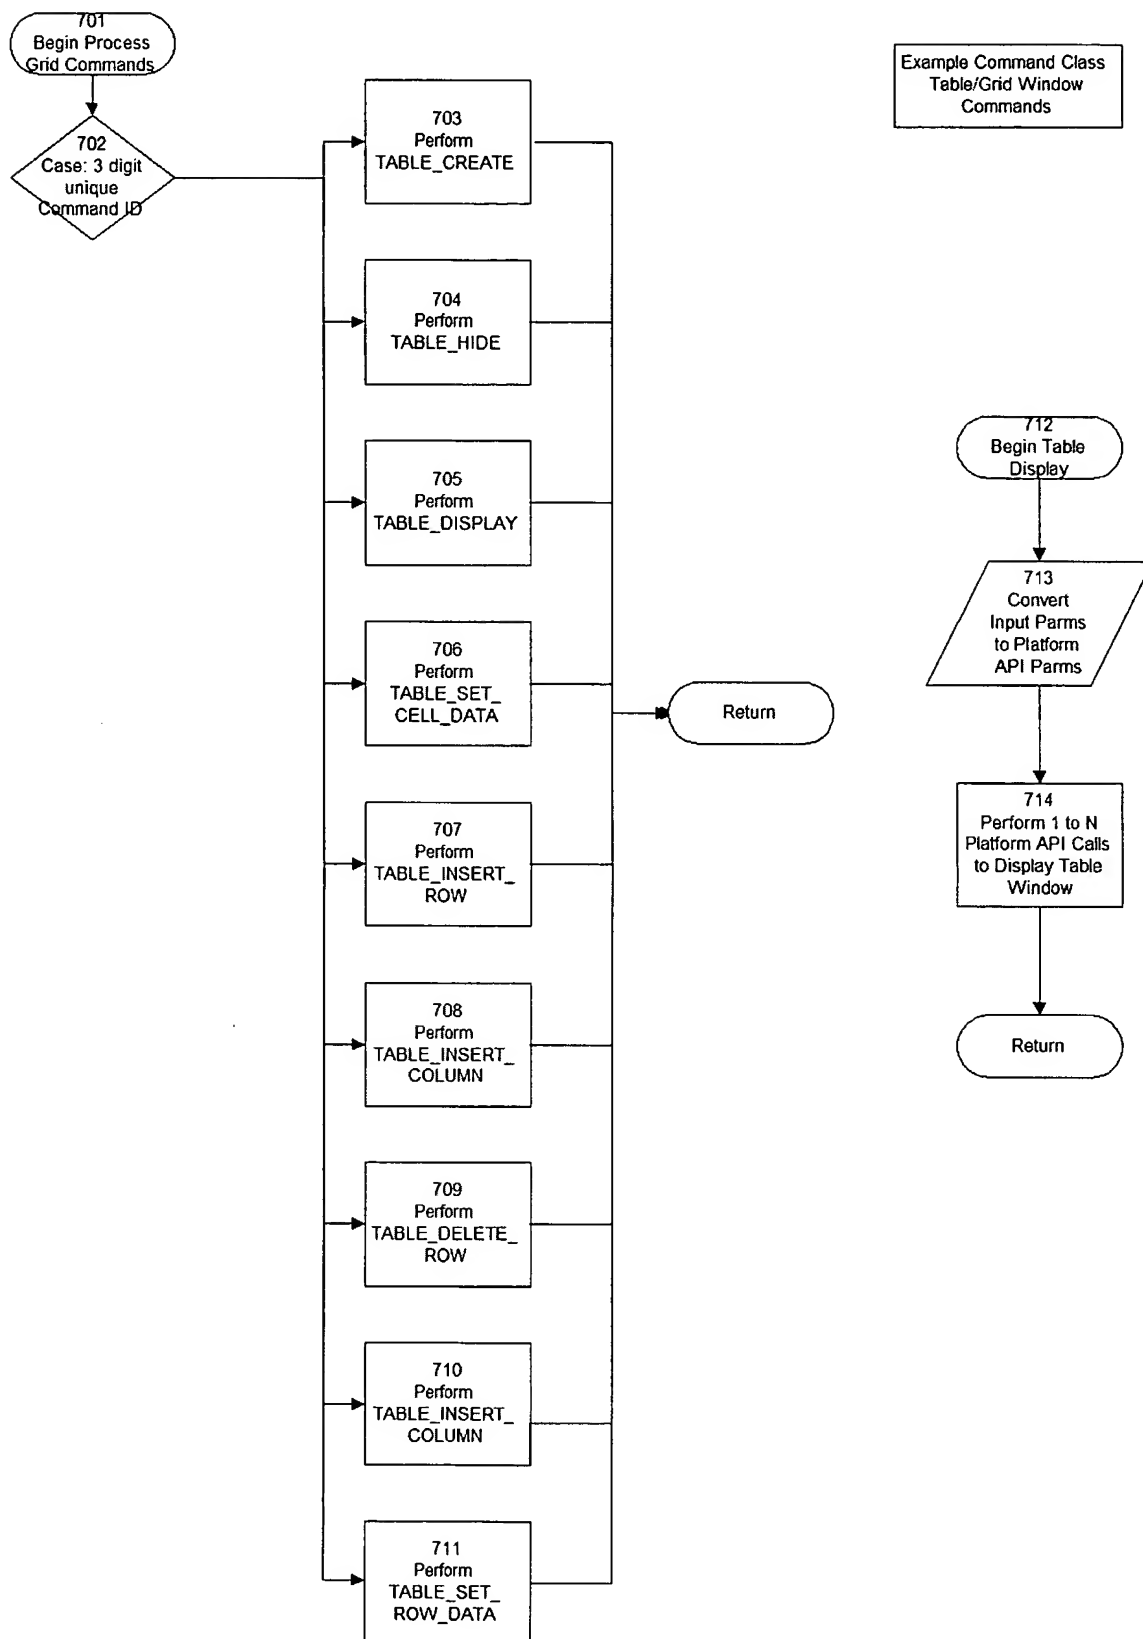 701
Begin Process
Grid Commands
702
Case: 3 digit
unique
Command ID
703
Perform
TABLE_CREATE
704
Perform
TABLE_HIDE
705
Perform
TABLE_DISPLAY
706
Perform
TABLE_SET_
CELL_DATA
707
Perform
TABLE_INSERT_
ROW
708
Perform
TABLE_INSERT_
COLUMN
709
Perform
TABLE_DELETE_
ROW
710
Perform
TABLE_INSERT_
COLUMN
711
Perform
TABLE_SET_
ROW_DATA
Return
Example Command Class
Table/Grid Window
Commands
712
Begin Table
Display
713
Convert
Input Parms
to Platform
API Parms
714
Perform 1 to N
Platform API Calls
to Display Table
Window
Return